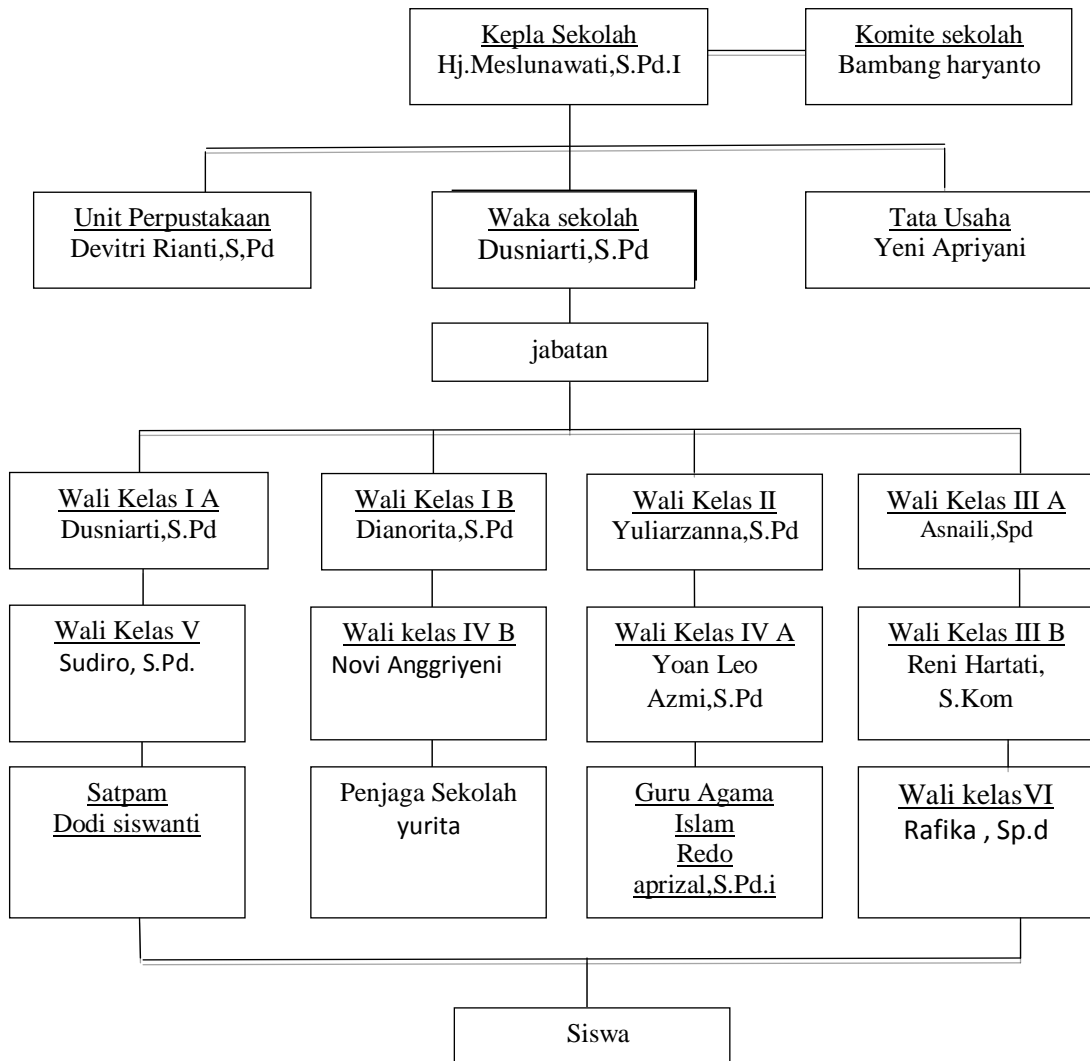 Kepla Sekolah
Hj.Meslunawati,S.Pd.I
Komite sekolah
Bambang haryanto
Unit Perpustakaan
Devitri Rianti,S,Pd
Waka sekolah
Dusniarti,S.Pd
Tata Usaha
Yeni Apriyani
jabatan
Wali Kelas I A
Dusniarti,S.Pd
Wali Kelas I B
Dianorita,S.Pd
Wali Kelas II
Yuliarzanna,S.Pd
Wali Kelas III A
Asnaili,Spd
Wali Kelas V
Sudiro, S.Pd.
Wali kelas IV B
Novi Anggriyeni
Wali Kelas IV A
Yoan Leo
Azmi,S.Pd
Wali Kelas III B
Reni Hartati,
S.Kom
Satpam
Dodi siswanti
Penjaga Sekolah
yurita
Guru Agama
Islam
Redo
aprizal,S.Pd.i
Wali kelasVI
Rafika , Sp.d
Siswa